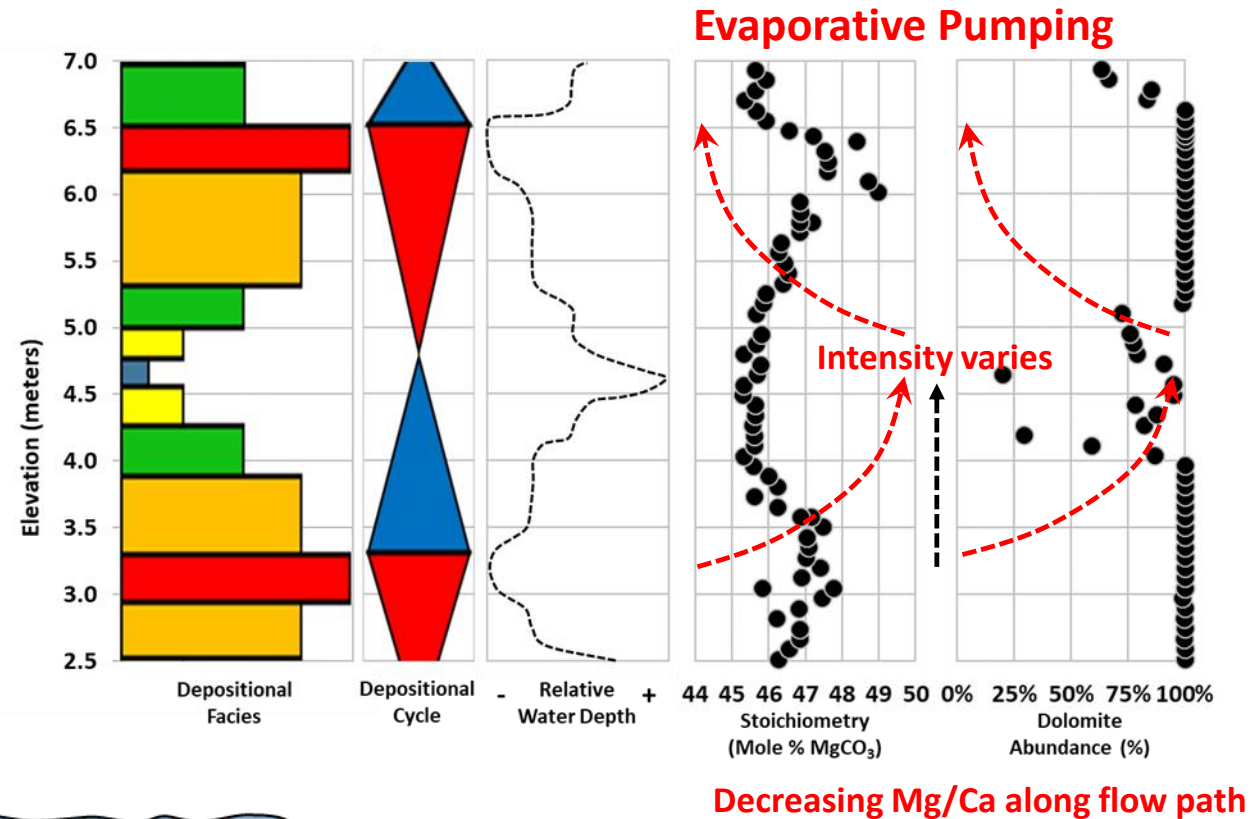 Evaporative Pumping
7.0
6.5
6.0
5.5
5.0
4.5
4.0
3.5
3.0
2.5
Elevation (meters)
Intensity varies
Depositional
Facies
Depositional
Cycle
- Relative +
Water Depth
44 45 46 47 48 49 50
Stoichiometry
(Mole % MgCO₃)
0% 25% 50% 75% 100%
Dolomite
Abundance (%)
Decreasing Mg/Ca along flow path